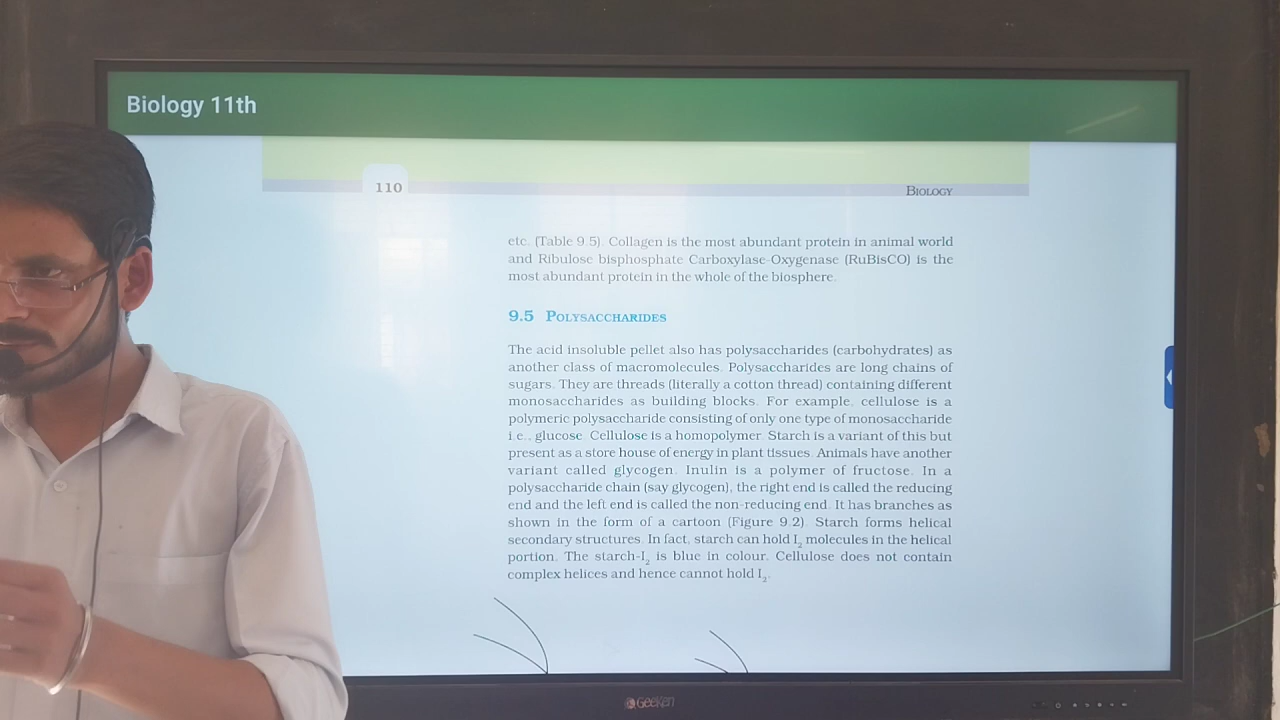 Biology 11th
110
BIOLOGY
etc. (Table 9.5). Collagen is the most abundant protein in animal world
and Ribulose bisphosphate Carboxylase-Oxygenase (RuBisCO) is the
most abundant protein in the whole of the biosphere.
9.5 POLYSACCHARIDES
The acid insoluble pellet also has polysaccharides (carbohydrates) as
another class of macromolecules. Polysaccharides are long chains of
sugars. They are threads (literally a cotton thread) containing different
monosaccharides as building blocks. For example, cellulose is a
polymeric polysaccharide consisting of only one type of monosaccharide
i.e., glucose. Cellulose is a homopolymer. Starch is a variant of this but
present as a store house of energy in plant tissues. Animals have another
variant called glycogen. Inulin is a polymer of fructose. In a
polysaccharide chain (say glycogen), the right end is called the reducing
end and the left end is called the non-reducing end. It has branches as
shown in the form of a cartoon (Figure 9.2). Starch forms helical
secondary structures. In fact, starch can hold I₂ molecules in the helical
portion. The starch-I₂ is blue in colour. Cellulose does not contain
complex helices and hence cannot hold I₂.
Geeken